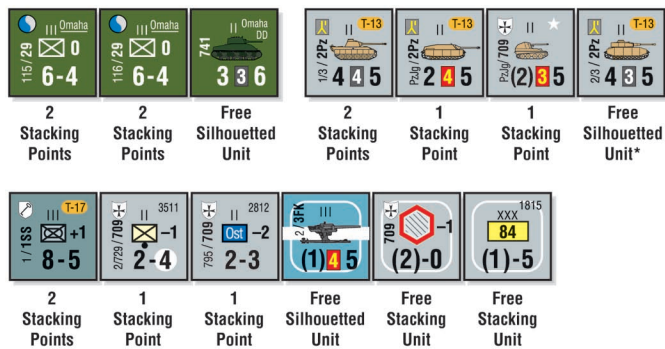 III Omaha
115/29 0
6-4
III Omaha
116/29 0
6-4
II Omaha DD
741
3 3 6
II T-13
1/3/2Pz
4 4 5
II T-13
PzJg/2Pz
2 4 5
II
PzJg/709
(2) 3 5
II T-13
2/3/2Pz
4 3 5
2
Stacking
Points
2
Stacking
Points
Free
Silhouetted
Unit
2
Stacking
Points
1
Stacking
Point
1
Stacking
Point
Free
Silhouetted
Unit*
III T-17
1/1SS +1
8-5
II 3511
2/729/709 -1
2-4
II 2812
795/709 Ost -2
2-3
III
2/3FK
(1) 4 5
709 -1
(2)-0
1815
XXX
84
(1)-5
2
Stacking
Points
1
Stacking
Point
1
Stacking
Point
Free
Silhouetted
Unit
Free
Stacking
Unit
Free
Stacking
Unit